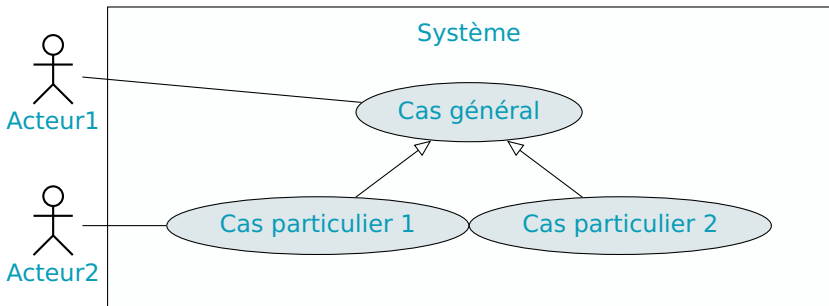 Système
Acteur1
Cas général
Cas particulier 1
Cas particulier 2
Acteur2